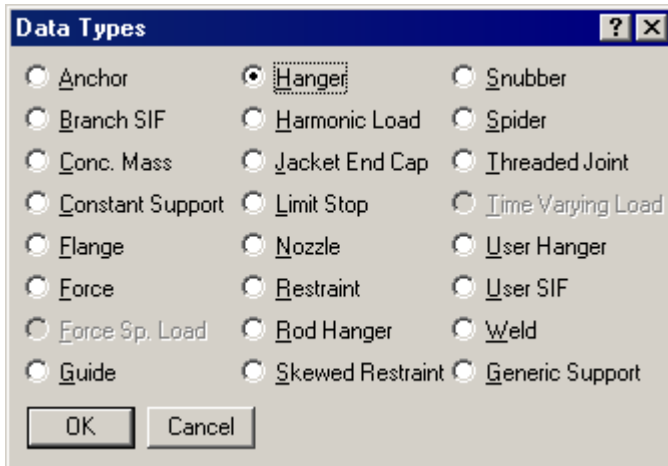 Data Types
Anchor
Hanger
Snubber
Branch SIF
Harmonic Load
Spider
Conc. Mass
Jacket End Cap
Threaded Joint
Constant Support
Limit Stop
Time Varying Load
Flange
Nozzle
User Hanger
Force
Restraint
User SIF
Force Sp. Load
Rod Hanger
Weld
Guide
Skewed Restraint
Generic Support
OK
Cancel